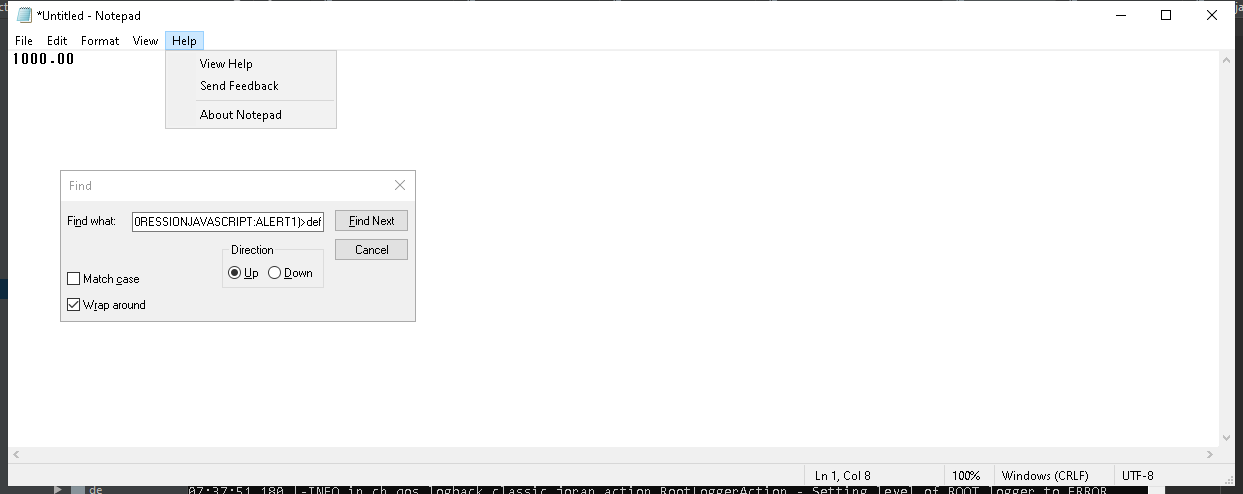 *Untitled - Notepad
File Edit Format View Help
1000.00
View Help
Send Feedback
About Notepad
Find
Find what: 0RESSIONJAVASCRIPT:ALERT1)>def Find Next
Direction Cancel
Up Down
Match case
Wrap around
Ln 1, Col 8 100% Windows (CRLF) UTF-8
de 07:37:51,180 |-INFO in ch.qos.logback.classic.joran.action.RootLoggerAction - Setting level of ROOT logger to ERROR